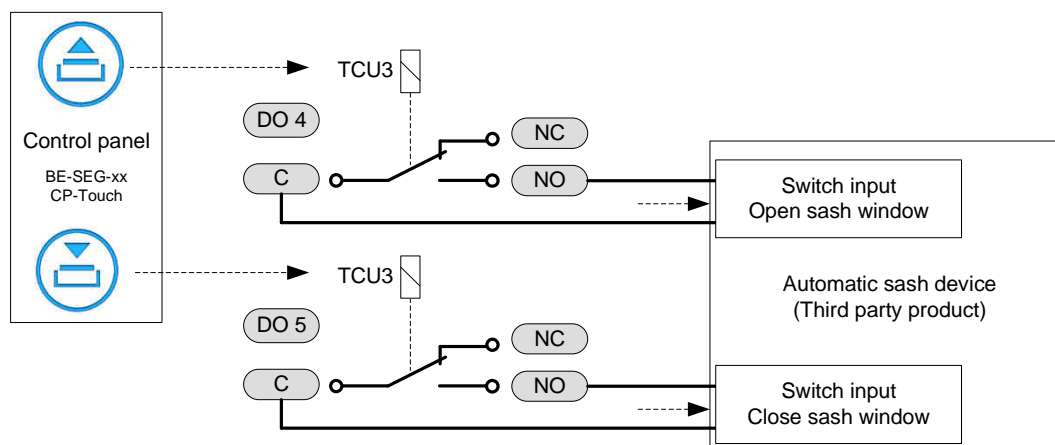 Control panel
BE-SEG-xx
CP-Touch
TCU3
DO 4
NC
C
NO
Switch input
Open sash window
Automatic sash device
(Third party product)
TCU3
DO 5
NC
C
NO
Switch input
Close sash window